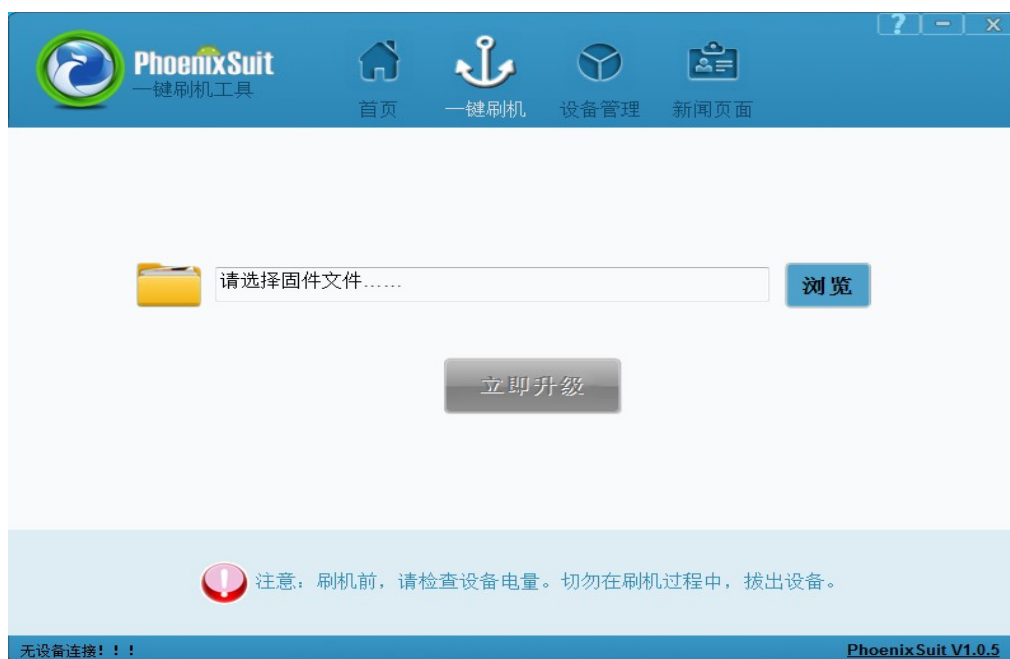 ?
PhoenixSuit
一键刷机工具
首页
一键刷机
设备管理
新闻页面
请选择固件文件……
浏览
立即升级
注意：刷机前，请检查设备电量。切勿在刷机过程中，拔出设备。
无设备连接！！！
PhoenixSuit V1.0.5